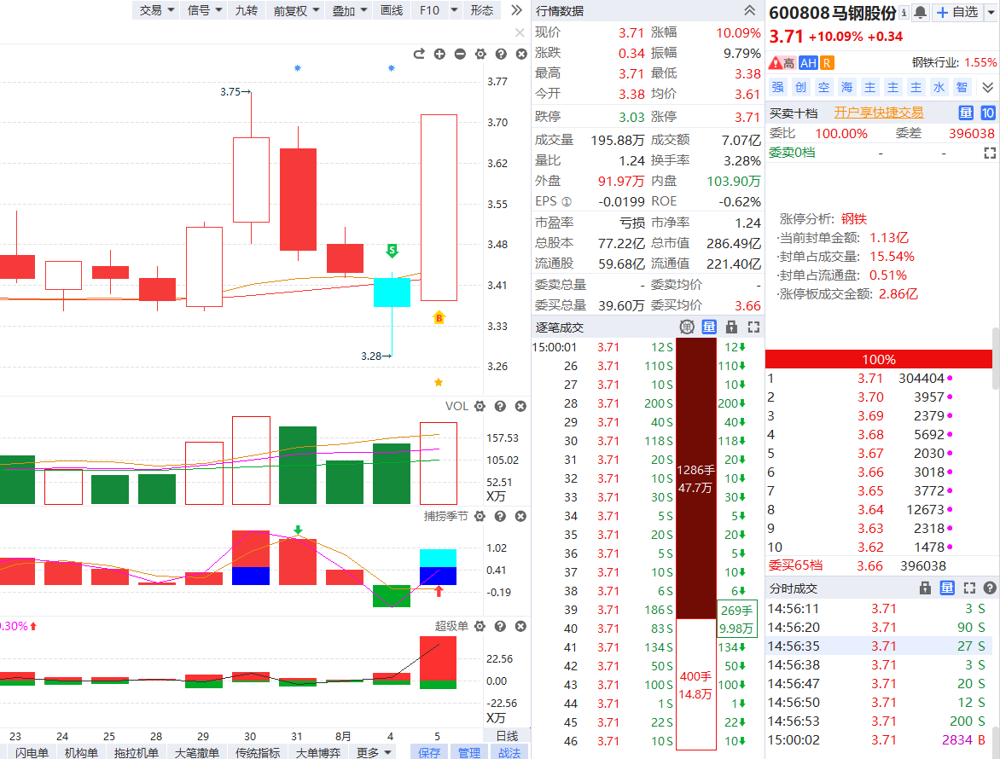 交易 信号 九转 前复权 叠加 画线 F10 形态
3.75→
3.28→
S
B
3.77
3.70
3.62
3.55
3.48
3.41
3.33
3.26
VOL
157.53
105.02
52.51
X万
捕捞季节
1.02
0.41
-0.19
.30% 超级单
22.56
0.00
-22.56
X万
23 24 25 28 29 30 31 8月 4 5 日线
闪电单 机构单 拖拉机单 大笔撤单 传统指标 大单博弈 更多 保存 管理 战法
行情数据
现价 3.71 涨幅 10.09%
涨跌 0.34 振幅 9.79%
最高 3.71 最低 3.38
今开 3.38 均价 3.61
跌停 3.03 涨停 3.71
成交量 195.88万 成交额 7.07亿
量比 1.24 换手率 3.28%
外盘 91.97万 内盘 103.90万
EPS ① -0.0199 ROE -0.62%
市盈率 亏损 市净率 1.24
总股本 77.22亿 总市值 286.49亿
流通股 59.68亿 流通值 221.40亿
委卖总量 - 委卖均价 -
委买总量 39.60万 委买均价 3.66
逐笔成交 单 量
15:00:01 3.71 12 S 12
26 3.71 110 S 110
27 3.71 10 S 10
28 3.71 200 S 200
29 3.71 40 S 40
30 3.71 118 S 118
31 3.71 20 S 20
32 3.71 10 S 10
33 3.71 30 S 30
34 3.71 5 S 5
35 3.71 20 S 20
36 3.71 5 S 5
37 3.71 10 S 10
38 3.71 6 S 6
39 3.71 186 S
40 3.71 83 S
41 3.71 134 S 134
42 3.71 50 S 50
43 3.71 100 S 100
44 3.71 1 S 1
45 3.71 22 S 22
46 3.71 10 S 10
1286手
47.7万
269手
9.98万
400手
14.8万
600808 马钢股份 自选
3.71 +10.09% +0.34
高 AH R 钢铁行业: 1.55%
强 创 空 海 主 主 主 水 智
买卖十档 开户享快捷交易 量 10
委比 100.00% 委差 396038
委卖0档 - -
涨停分析: 钢铁
·当前封单金额: 1.13亿
·封单占成交量: 15.54%
·封单占流通盘: 0.51%
·涨停板成交金额: 2.86亿
100%
1 3.71 304404
2 3.70 3957
3 3.69 2379
4 3.68 5692
5 3.67 2030
6 3.66 3018
7 3.65 3772
8 3.64 12673
9 3.63 2318
10 3.62 1478
委买65档 3.66 396038
分时成交 量
14:56:11 3.71 3 S
14:56:20 3.71 90 S
14:56:35 3.71 27 S
14:56:38 3.71 3 S
14:56:47 3.71 20 S
14:56:50 3.71 12 S
14:56:53 3.71 200 S
15:00:02 3.71 2834 B